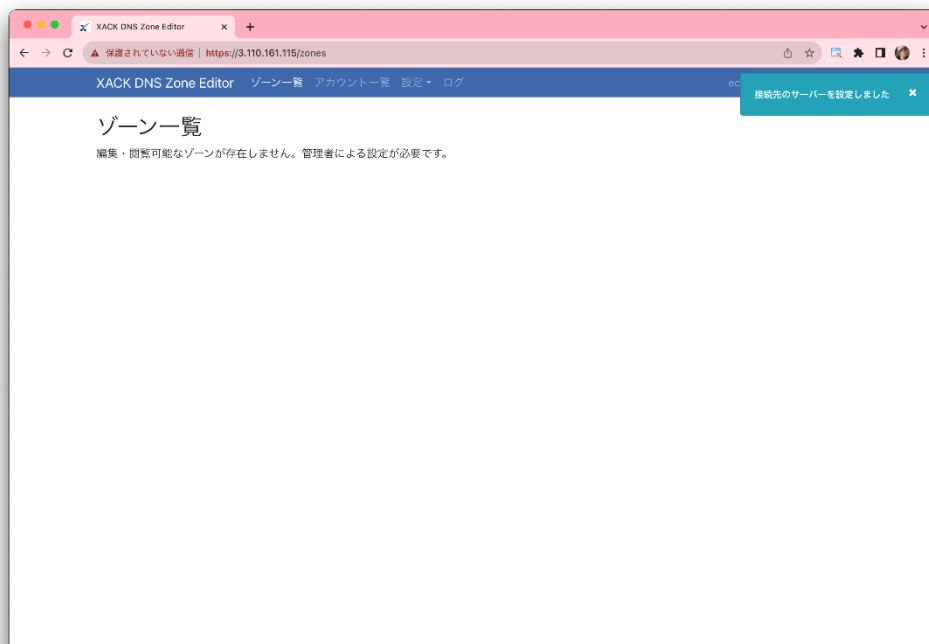 XACK DNS Zone Editor
保護されていない通信 | https://3.110.161.115/zones
XACK DNS Zone Editor ゾーン一覧 アカウント一覧 設定 ログ ec
接続先のサーバーを設定しました ×
ゾーン一覧
編集・閲覧可能なゾーンが存在しません。管理者による設定が必要です。